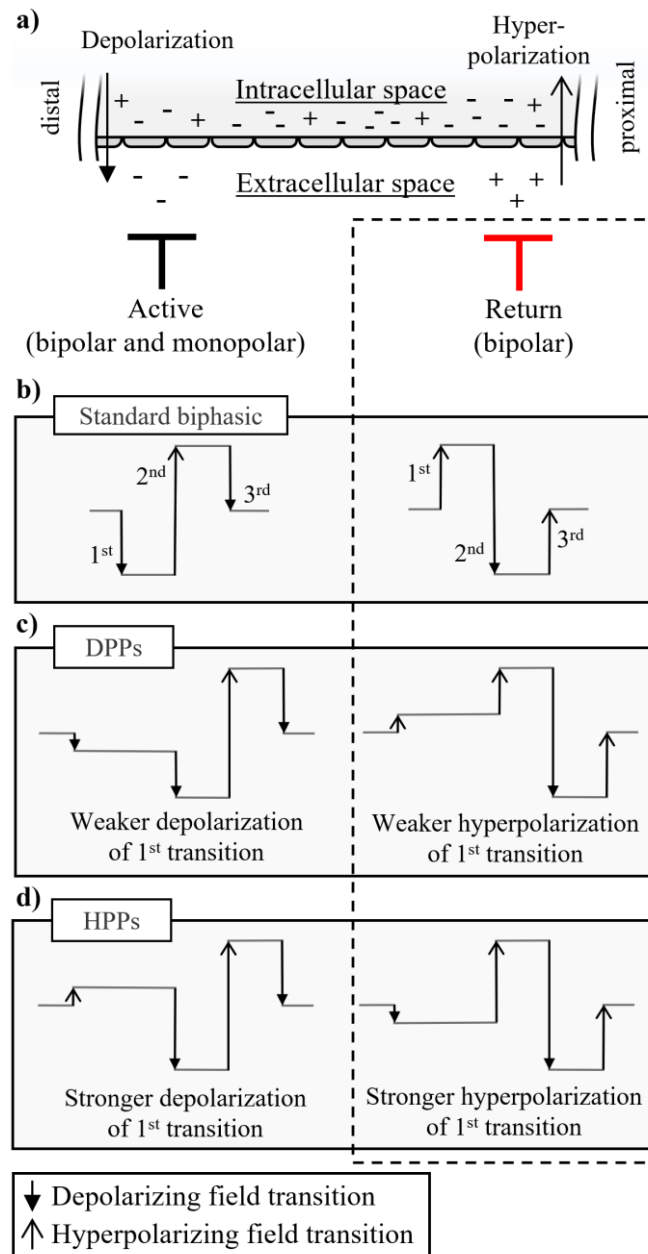 a)
Depolarization
Hyper-
polarization
distal
Intracellular space
proximal
+ - - + - - - - + - - - + - - - - + -
Extracellular space
- - -
+ + +
Active
(bipolar and monopolar)
Return
(bipolar)
b)
Standard biphasic
1st
2nd
3rd
1st
2nd
3rd
c)
DPPs
Weaker depolarization
of 1st transition
Weaker hyperpolarization
of 1st transition
d)
HPPs
Stronger depolarization
of 1st transition
Stronger hyperpolarization
of 1st transition
Depolarizing field transition
Hyperpolarizing field transition